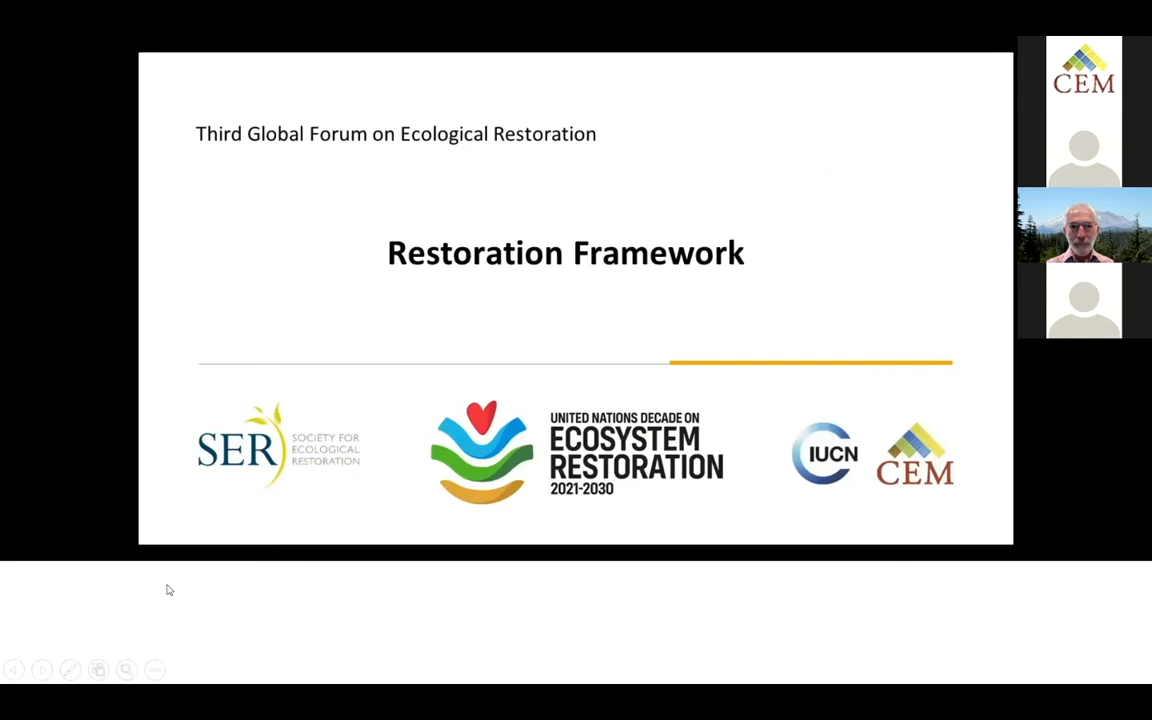 Third Global Forum on Ecological Restoration
Restoration Framework
SER
SOCIETY FOR
ECOLOGICAL
RESTORATION
UNITED NATIONS DECADE ON
ECOSYSTEM
RESTORATION
2021-2030
IUCN
CEM
CEM